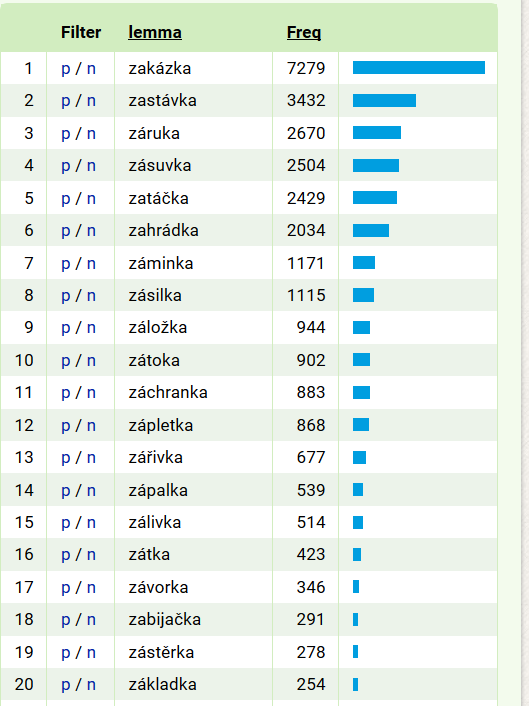 Filter lemma Freq
1 p / n zakázka 7279
2 p / n zastávka 3432
3 p / n záruka 2670
4 p / n zásuvka 2504
5 p / n zatáčka 2429
6 p / n zahrádka 2034
7 p / n záminka 1171
8 p / n zásilka 1115
9 p / n záložka 944
10 p / n zátoka 902
11 p / n záchranka 883
12 p / n zápletka 868
13 p / n zářivka 677
14 p / n zápalka 539
15 p / n zálivka 514
16 p / n zátka 423
17 p / n závorka 346
18 p / n zabijačka 291
19 p / n zástěrka 278
20 p / n základka 254